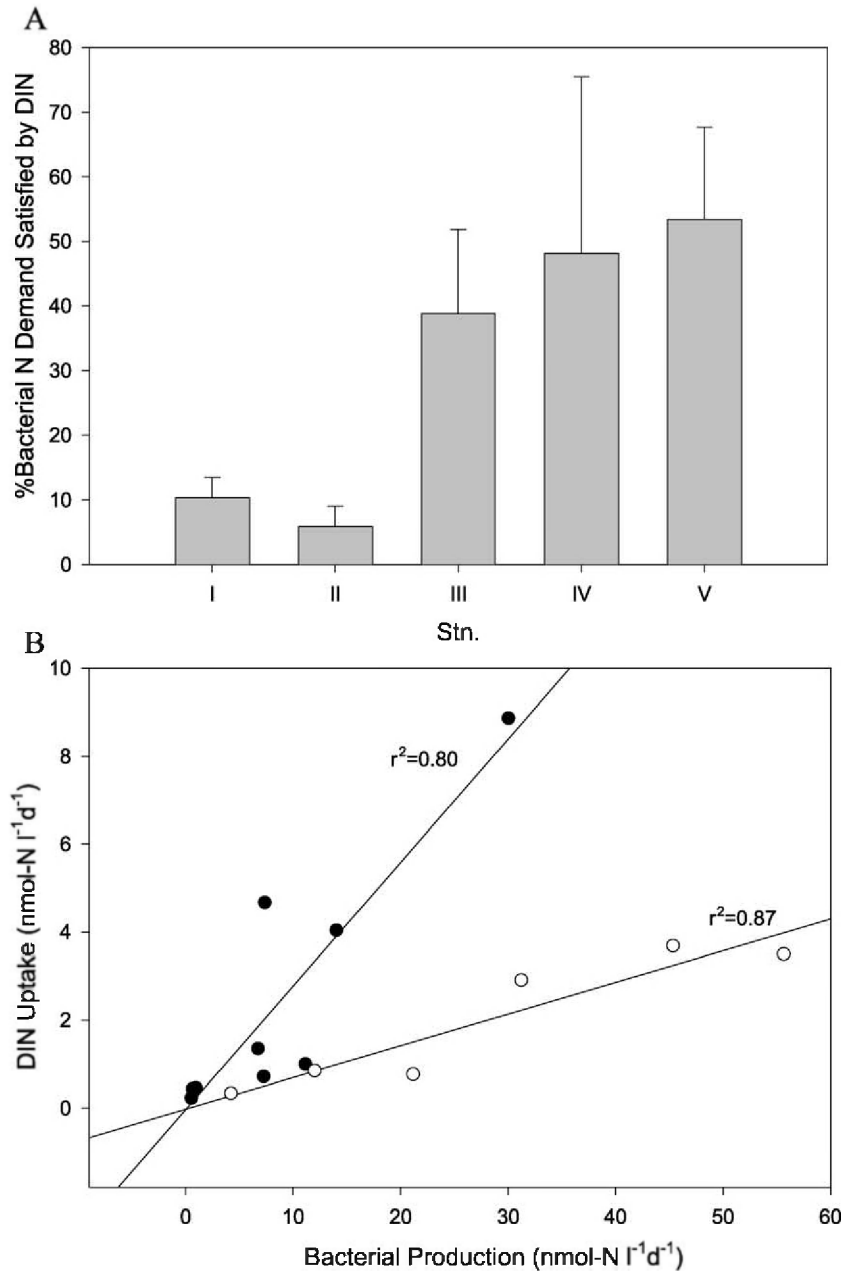 A
80
70
60
50
40
30
20
10
0
%Bacterial N Demand Satisfied by DIN
I II III IV V
Stn.
B
10
8
6
4
2
0
DIN Uptake (nmol-N l⁻¹d⁻¹)
r²=0.80
r²=0.87
0 10 20 30 40 50 60
Bacterial Production (nmol-N l⁻¹d⁻¹)